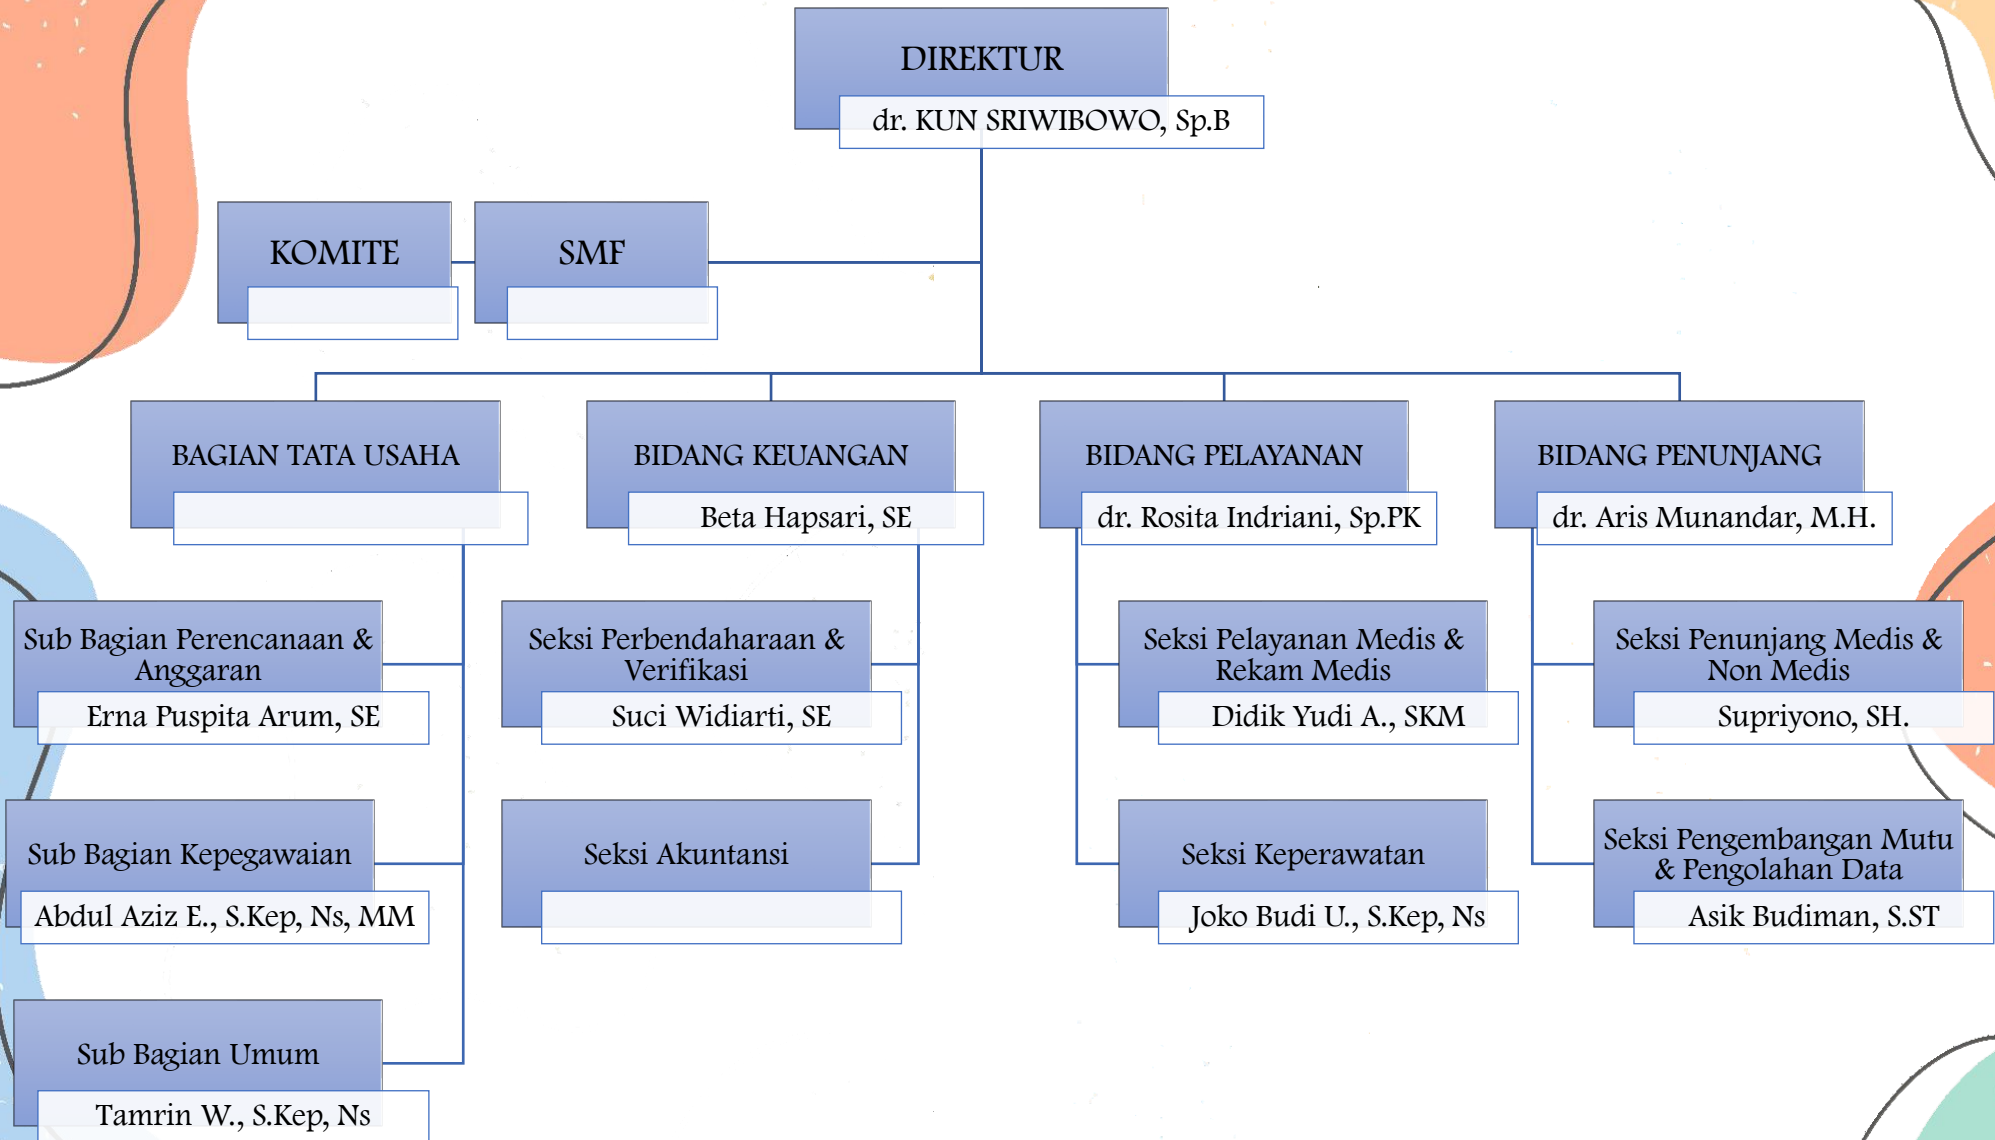 DIREKTUR
dr. KUN SRIWIBOWO, Sp.B
KOMITE
SMF
BAGIAN TATA USAHA
BIDANG KEUANGAN
Beta Hapsari, SE
BIDANG PELAYANAN
dr. Rosita Indriani, Sp.PK
BIDANG PENUNJANG
dr. Aris Munandar, M.H.
Sub Bagian Perencanaan &
Anggaran
Erna Puspita Arum, SE
Seksi Perbendaharaan &
Verifikasi
Suci Widiarti, SE
Seksi Pelayanan Medis &
Rekam Medis
Didik Yudi A., SKM
Seksi Penunjang Medis &
Non Medis
Supriyono, SH.
Sub Bagian Kepegawaian
Abdul Aziz E., S.Kep, Ns, MM
Seksi Akuntansi
Seksi Keperawatan
Joko Budi U., S.Kep, Ns
Seksi Pengembangan Mutu
& Pengolahan Data
Asik Budiman, S.ST
Sub Bagian Umum
Tamrin W., S.Kep, Ns